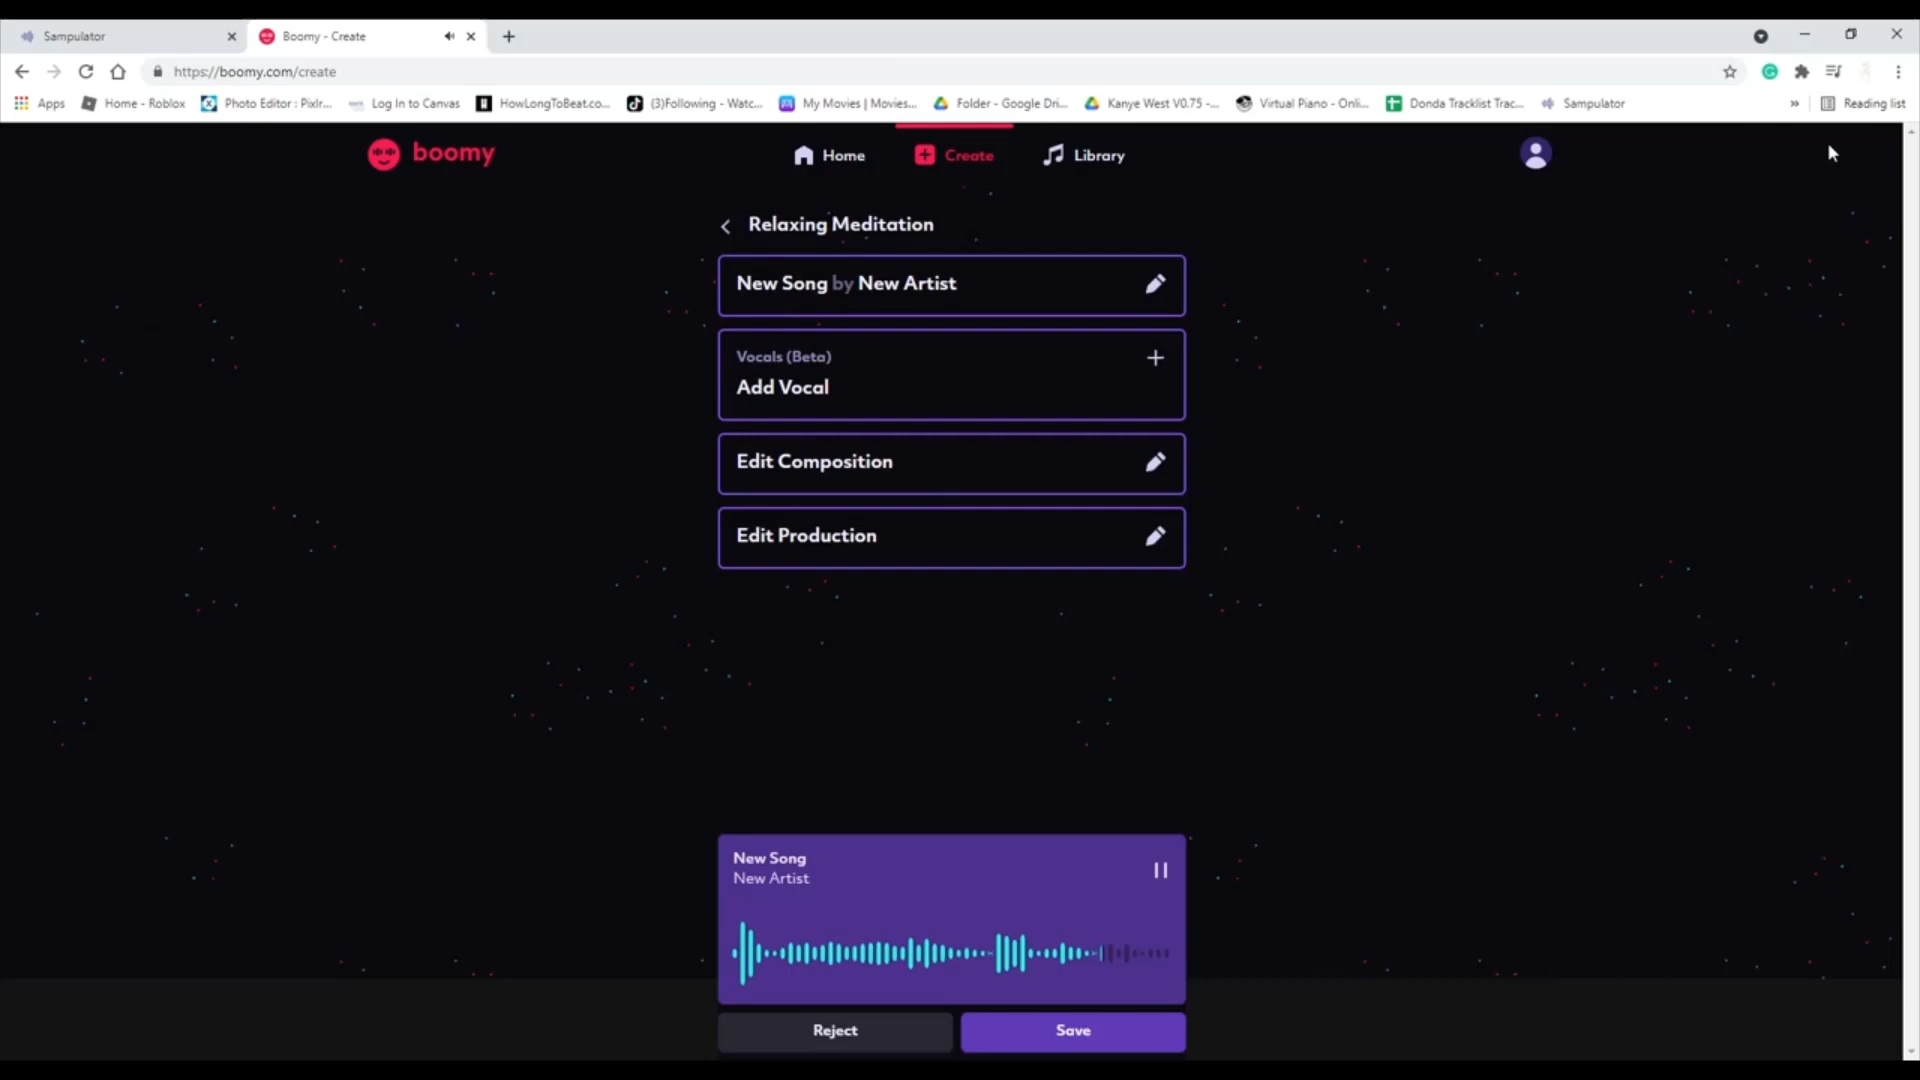 Sampulator
Boomy - Create
https://boomy.com/create
Apps
Home - Roblox
Photo Editor : Pixlr...
Log In to Canvas
HowLongToBeat.co...
(3)Following - Watc...
My Movies | Movies...
Folder - Google Dri...
Kanye West V0.75 -...
Virtual Piano - Onli...
Donda Tracklist Trac...
Sampulator
»
Reading list
boomy
Home
Create
Library
Relaxing Meditation
New Song by New Artist
Vocals (Beta)
Add Vocal
Edit Composition
Edit Production
New Song
New Artist
Reject
Save